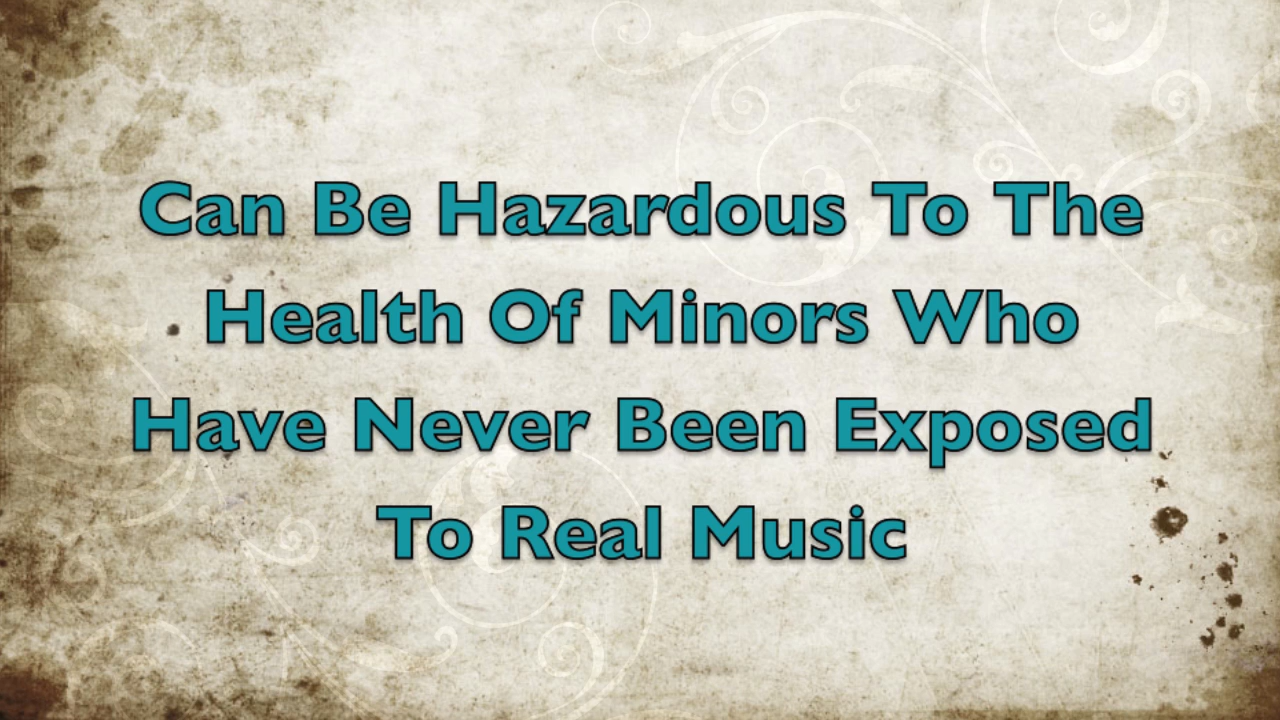 Can Be Hazardous To The
Health Of Minors Who
Have Never Been Exposed
To Real Music